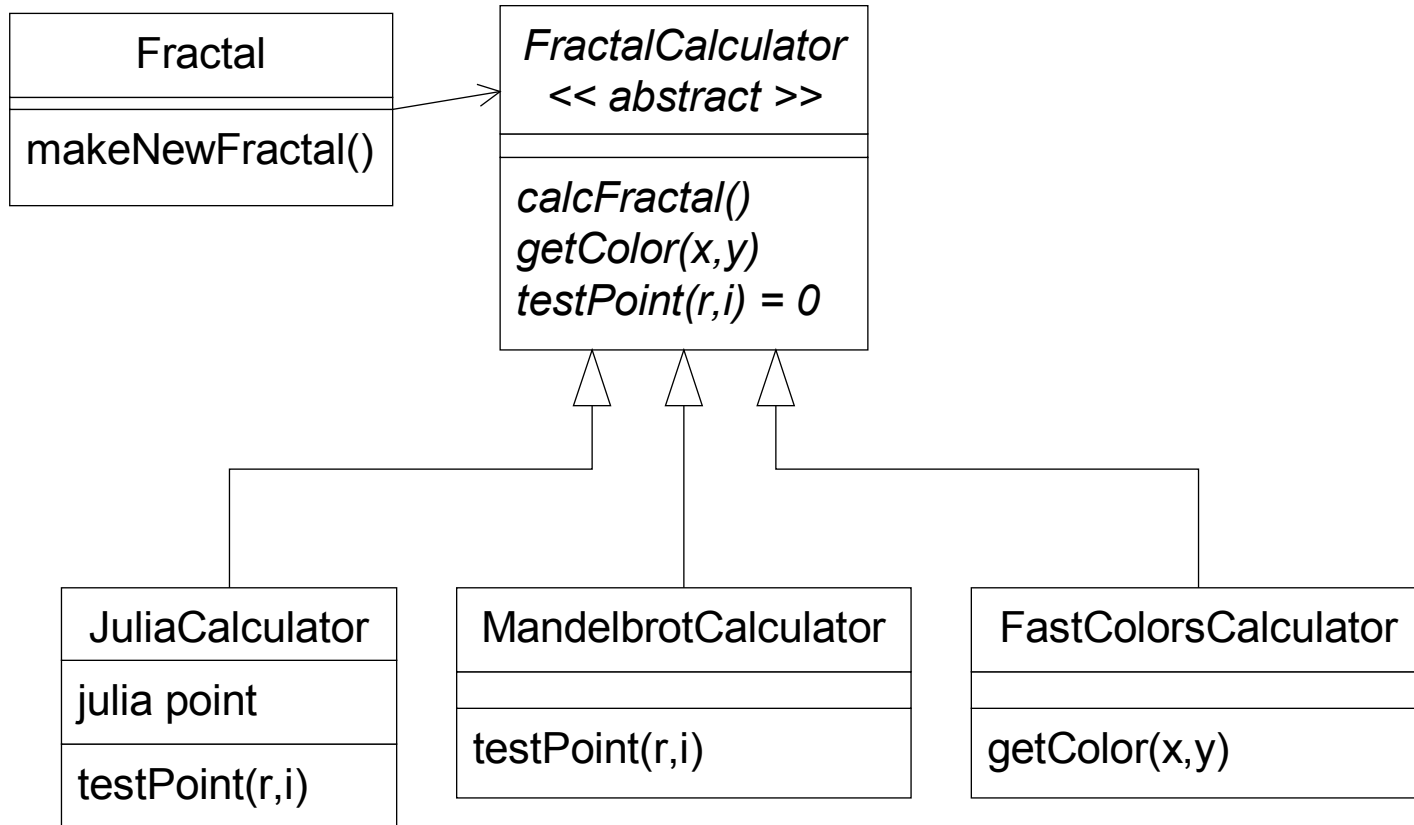 Fractal
makeNewFractal()
FractalCalculator
<< abstract >>
calcFractal()
getColor(x,y)
testPoint(r,i) = 0
JuliaCalculator
julia point
testPoint(r,i)
MandelbrotCalculator
testPoint(r,i)
FastColorsCalculator
getColor(x,y)